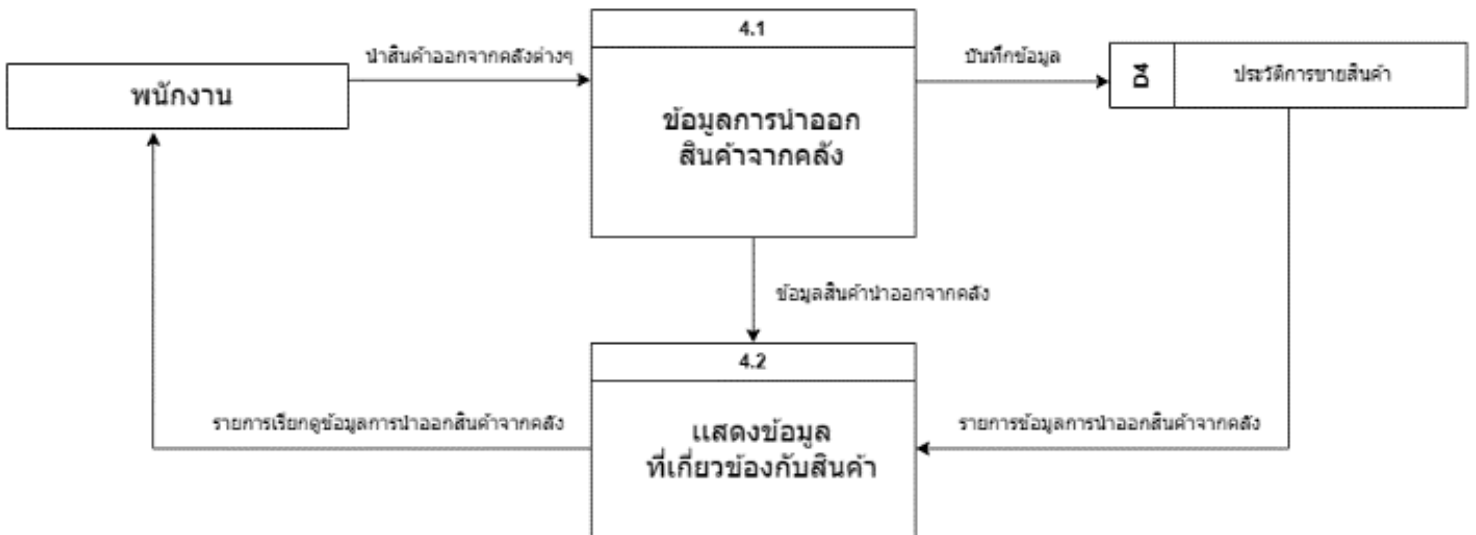 4.1
นำสินค้าออกจากคลังต่างๆ
บันทึกข้อมูล
พนักงาน
D4
ประวัติการขายสินค้า
ข้อมูลการนำออก
สินค้าจากคลัง
ข้อมูลสินค้านำออกจากคลัง
4.2
รายการเรียกดูข้อมูลการนำออกสินค้าจากคลัง
รายการข้อมูลการนำออกสินค้าจากคลัง
แสดงข้อมูล
ที่เกี่ยวข้องกับสินค้า